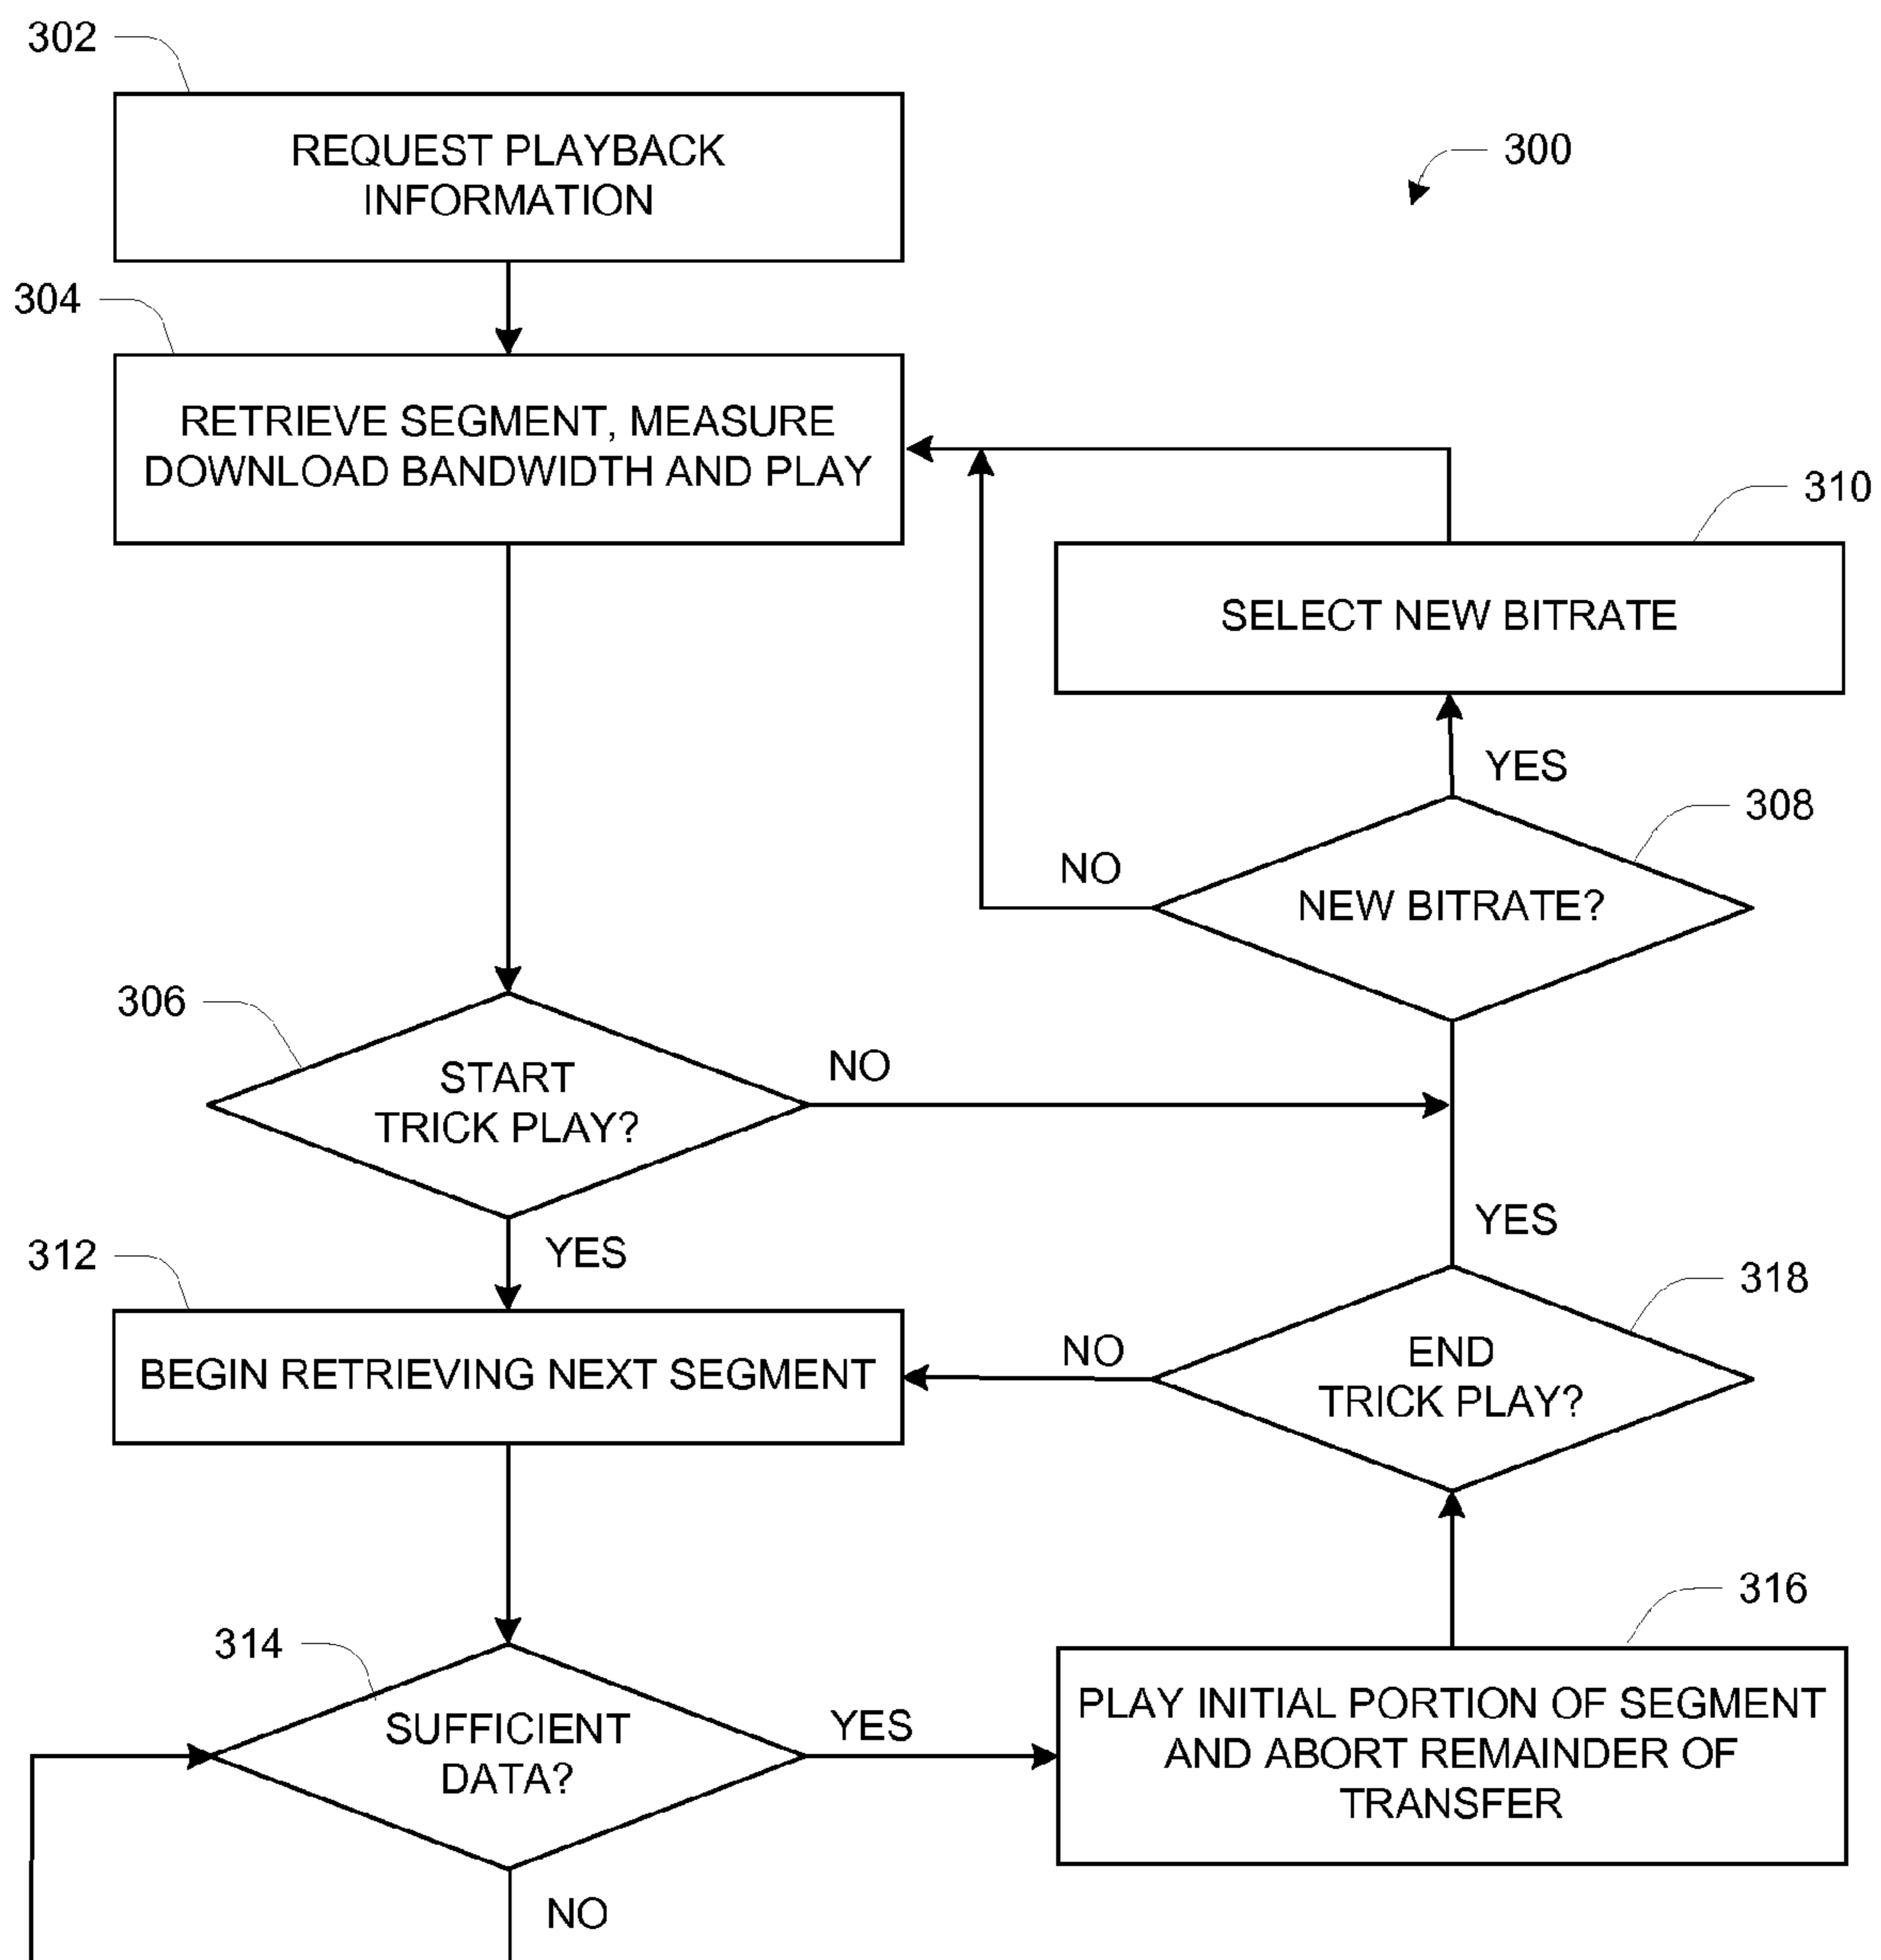 302
REQUEST PLAYBACK
INFORMATION
300
304
RETRIEVE SEGMENT, MEASURE
DOWNLOAD BANDWIDTH AND PLAY
310
SELECT NEW BITRATE
YES
308
NO
NEW BITRATE?
306
START
TRICK PLAY?
NO
YES
YES
312
BEGIN RETRIEVING NEXT SEGMENT
318
NO
END
TRICK PLAY?
316
314
SUFFICIENT
DATA?
YES
PLAY INITIAL PORTION OF SEGMENT
AND ABORT REMAINDER OF
TRANSFER
NO